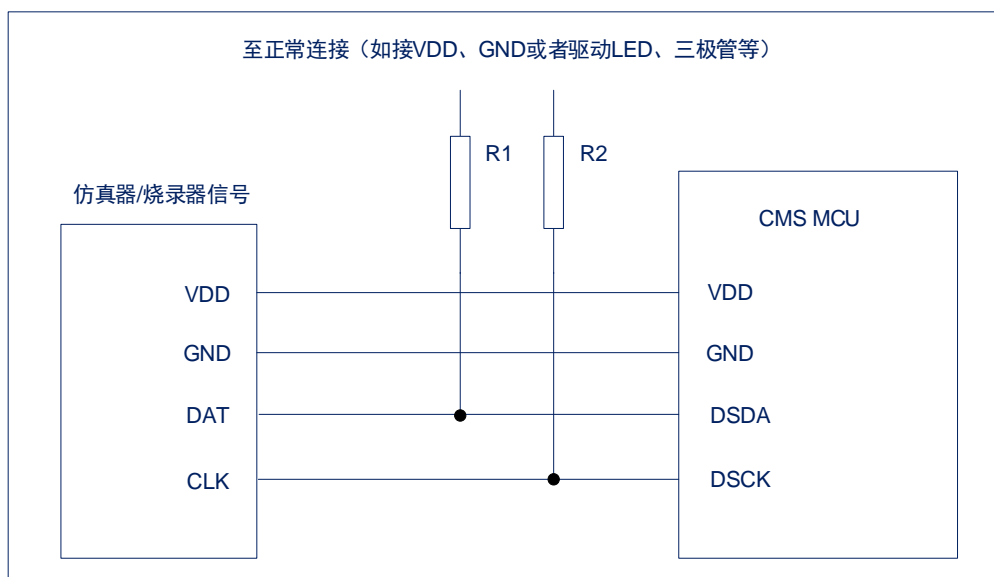 至正常连接（如接VDD、GND或者驱动LED、三极管等）
R1
R2
仿真器/烧录器信号
CMS MCU
VDD
VDD
GND
GND
DAT
DSDA
CLK
DSCK